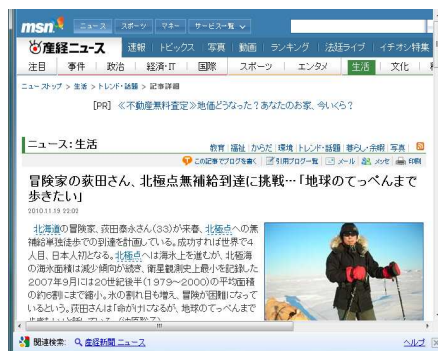 msn
ニュース スポーツ マネー サービス一覧
産経ニュース 速報 トピックス 写真 動画 ランキング 法廷ライブ イチオシ特集
注目 事件 政治 経済・IT 国際 スポーツ エンタメ 生活 文化
ニューストップ > 生活 > トレンド・話題 > 記事詳細
[PR] ≪不動産無料査定≫地価どうなった？あなたのお家、今いくら？
ニュース：生活
教育 福祉 からだ 環境 トレンド・話題 暮らし・余暇 写真
この記事でブログを書く 引用ブログ一覧 メール メッセ 印刷
冒険家の荻田さん、北極点無補給到達に挑戦…「地球のてっぺんまで
歩きたい」
2010.11.19 22:02
北海道の冒険家、荻田泰永さん(33)が来春、北極点への無
補給単独徒歩での到達を計画している。成功すれば世界で4
人目、日本人初となる。北極点へは海氷上を進むが、北極海
の海氷面積は減少傾向が続き、衛星観測史上最小を記録した
2007年9月には20世紀後半(1979～2000)の平均面積
の約6割にまで縮小。氷の割れ目も増え、冒険が困難になって
いるという。荻田さんは「命がけになるが、地球のてっぺんまで
関連検索: 産経新聞 ニュース
ヘルプ